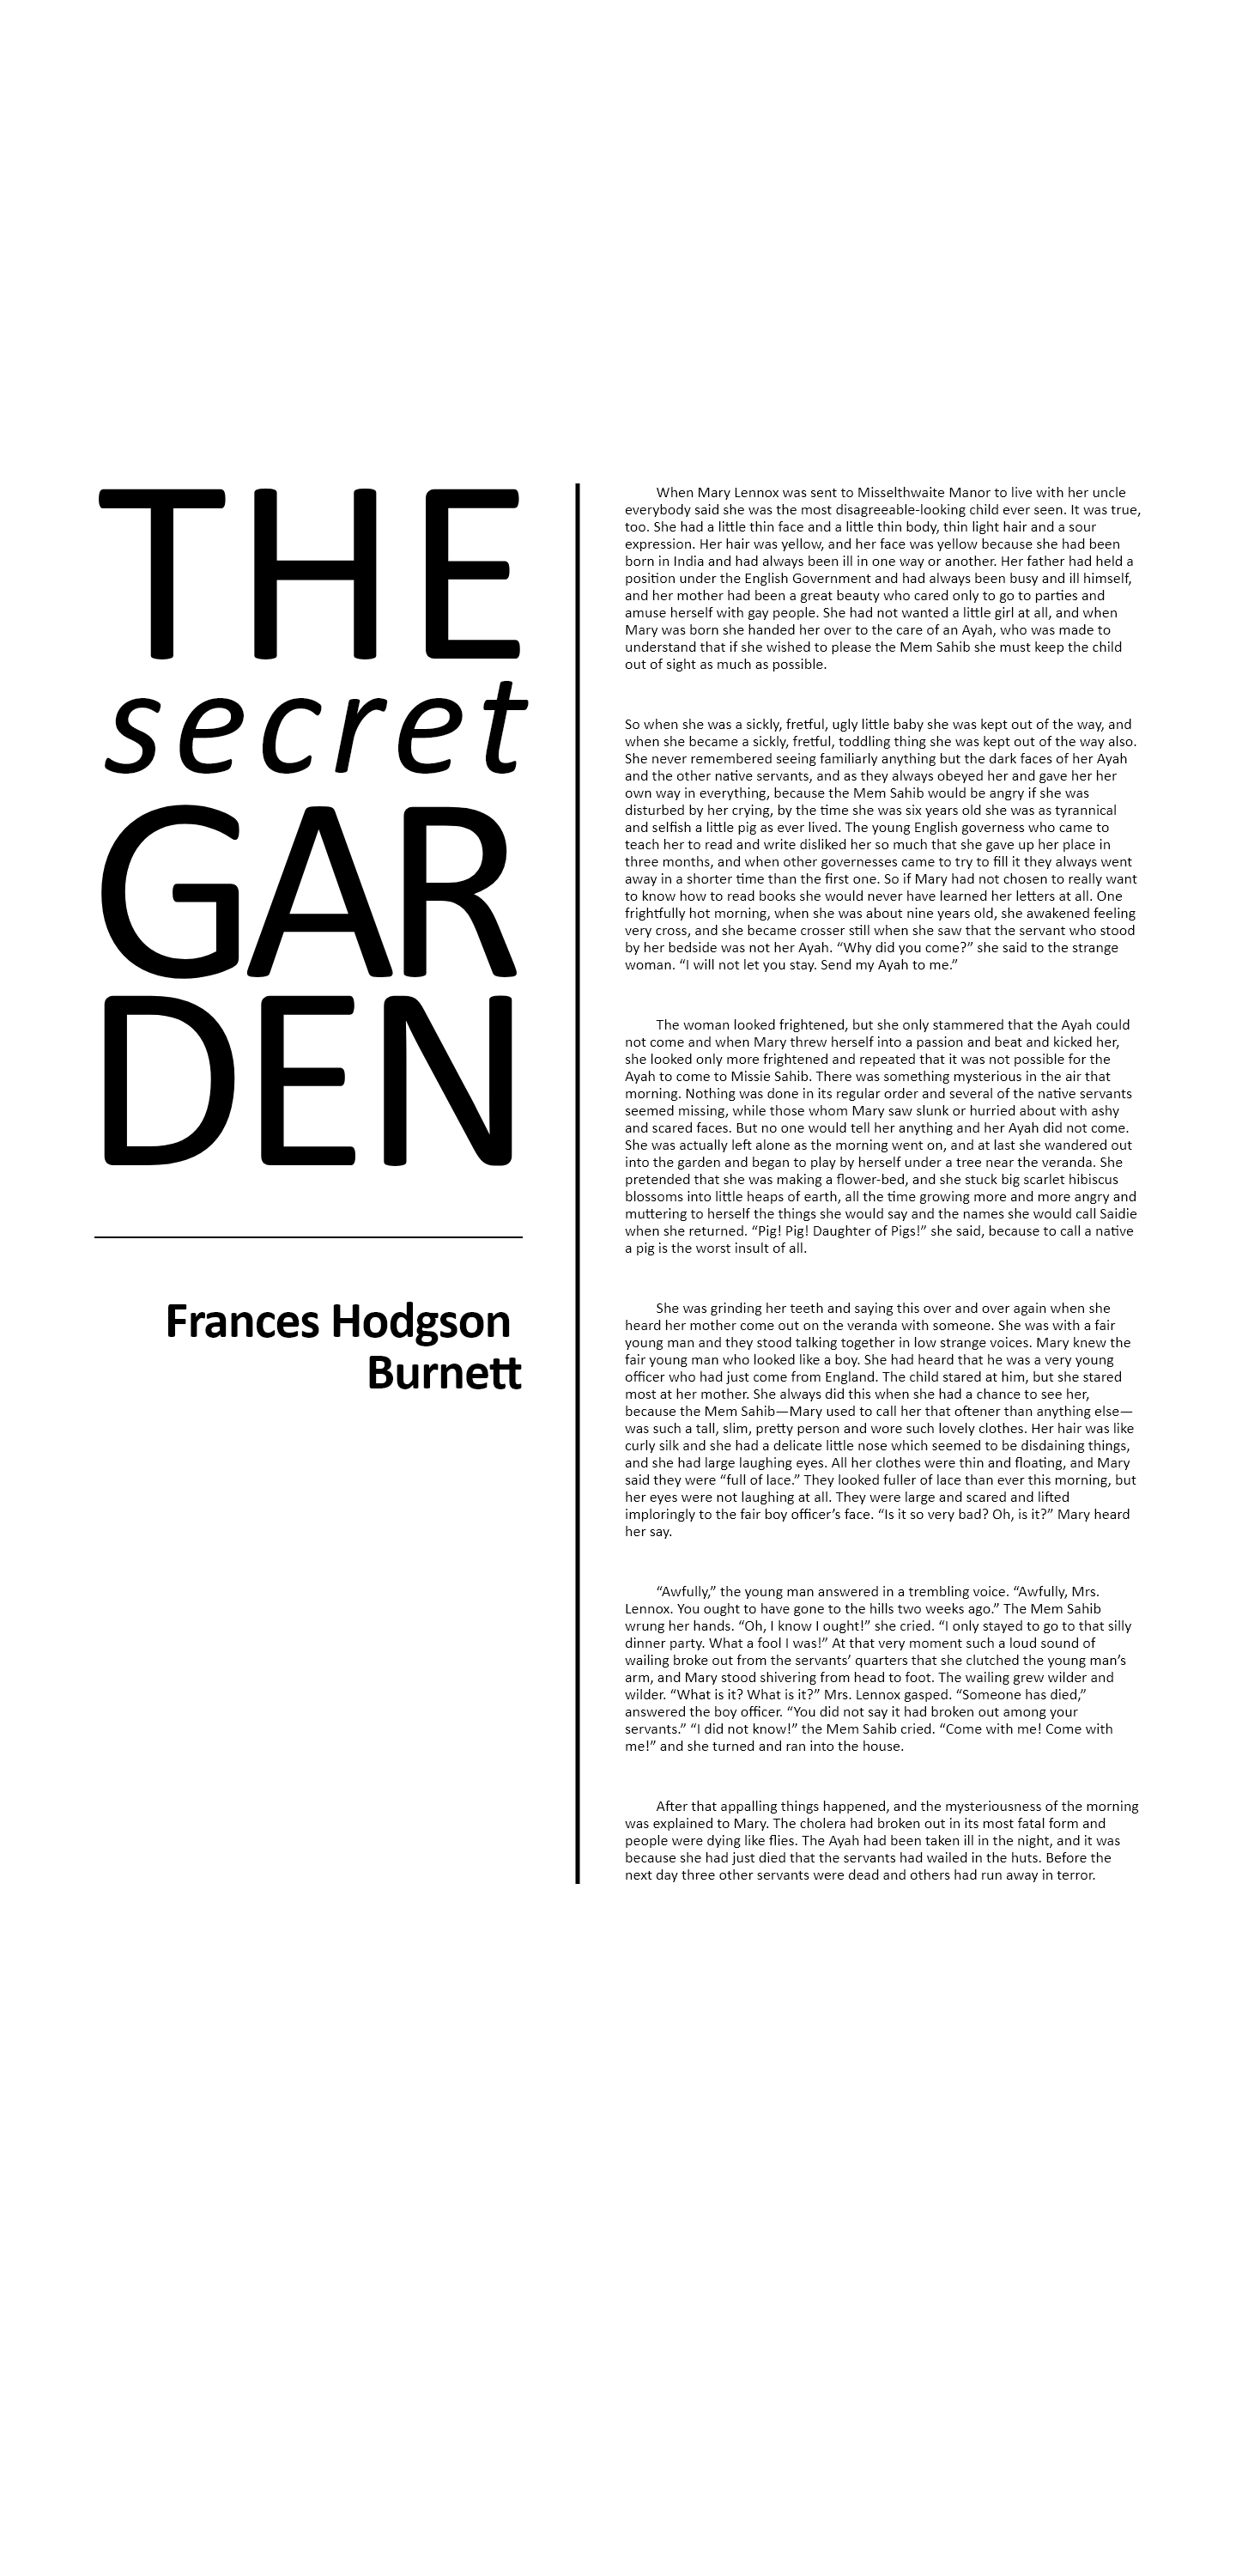 THE
secret
GAR
DEN
Frances Hodgson
Burnett
When Mary Lennox was sent to Misselthwaite Manor to live with her uncle
everybody said she was the most disagreeable-looking child ever seen. It was true,
too. She had a little thin face and a little thin body, thin light hair and a sour
expression. Her hair was yellow, and her face was yellow because she had been
born in India and had always been ill in one way or another. Her father had held a
position under the English Government and had always been busy and ill himself,
and her mother had been a great beauty who cared only to go to parties and
amuse herself with gay people. She had not wanted a little girl at all, and when
Mary was born she handed her over to the care of an Ayah, who was made to
understand that if she wished to please the Mem Sahib she must keep the child
out of sight as much as possible.
So when she was a sickly, fretful, ugly little baby she was kept out of the way, and
when she became a sickly, fretful, toddling thing she was kept out of the way also.
She never remembered seeing familiarly anything but the dark faces of her Ayah
and the other native servants, and as they always obeyed her and gave her her
own way in everything, because the Mem Sahib would be angry if she was
disturbed by her crying, by the time she was six years old she was as tyrannical
and selfish a little pig as ever lived. The young English governess who came to
teach her to read and write disliked her so much that she gave up her place in
three months, and when other governesses came to try to fill it they always went
away in a shorter time than the first one. So if Mary had not chosen to really want
to know how to read books she would never have learned her letters at all. One
frightfully hot morning, when she was about nine years old, she awakened feeling
very cross, and she became crosser still when she saw that the servant who stood
by her bedside was not her Ayah. “Why did you come?” she said to the strange
woman. “I will not let you stay. Send my Ayah to me.”
The woman looked frightened, but she only stammered that the Ayah could
not come and when Mary threw herself into a passion and beat and kicked her,
she looked only more frightened and repeated that it was not possible for the
Ayah to come to Missie Sahib. There was something mysterious in the air that
morning. Nothing was done in its regular order and several of the native servants
seemed missing, while those whom Mary saw slunk or hurried about with ashy
and scared faces. But no one would tell her anything and her Ayah did not come.
She was actually left alone as the morning went on, and at last she wandered out
into the garden and began to play by herself under a tree near the veranda. She
pretended that she was making a flower-bed, and she stuck big scarlet hibiscus
blossoms into little heaps of earth, all the time growing more and more angry and
muttering to herself the things she would say and the names she would call Saidie
when she returned. “Pig! Pig! Daughter of Pigs!” she said, because to call a native
a pig is the worst insult of all.
She was grinding her teeth and saying this over and over again when she
heard her mother come out on the veranda with someone. She was with a fair
young man and they stood talking together in low strange voices. Mary knew the
fair young man who looked like a boy. She had heard that he was a very young
officer who had just come from England. The child stared at him, but she stared
most at her mother. She always did this when she had a chance to see her,
because the Mem Sahib—Mary used to call her that oftener than anything else—
was such a tall, slim, pretty person and wore such lovely clothes. Her hair was like
curly silk and she had a delicate little nose which seemed to be disdaining things,
and she had large laughing eyes. All her clothes were thin and floating, and Mary
said they were “full of lace.” They looked fuller of lace than ever this morning, but
her eyes were not laughing at all. They were large and scared and lifted
imploringly to the fair boy officer’s face. “Is it so very bad? Oh, is it?” Mary heard
her say.
“Awfully,” the young man answered in a trembling voice. “Awfully, Mrs.
Lennox. You ought to have gone to the hills two weeks ago.” The Mem Sahib
wrung her hands. “Oh, I know I ought!” she cried. “I only stayed to go to that silly
dinner party. What a fool I was!” At that very moment such a loud sound of
wailing broke out from the servants’ quarters that she clutched the young man’s
arm, and Mary stood shivering from head to foot. The wailing grew wilder and
wilder. “What is it? What is it?” Mrs. Lennox gasped. “Someone has died,”
answered the boy officer. “You did not say it had broken out among your
servants.” “I did not know!” the Mem Sahib cried. “Come with me! Come with
me!” and she turned and ran into the house.
After that appalling things happened, and the mysteriousness of the morning
was explained to Mary. The cholera had broken out in its most fatal form and
people were dying like flies. The Ayah had been taken ill in the night, and it was
because she had just died that the servants had wailed in the huts. Before the
next day three other servants were dead and others had run away in terror.